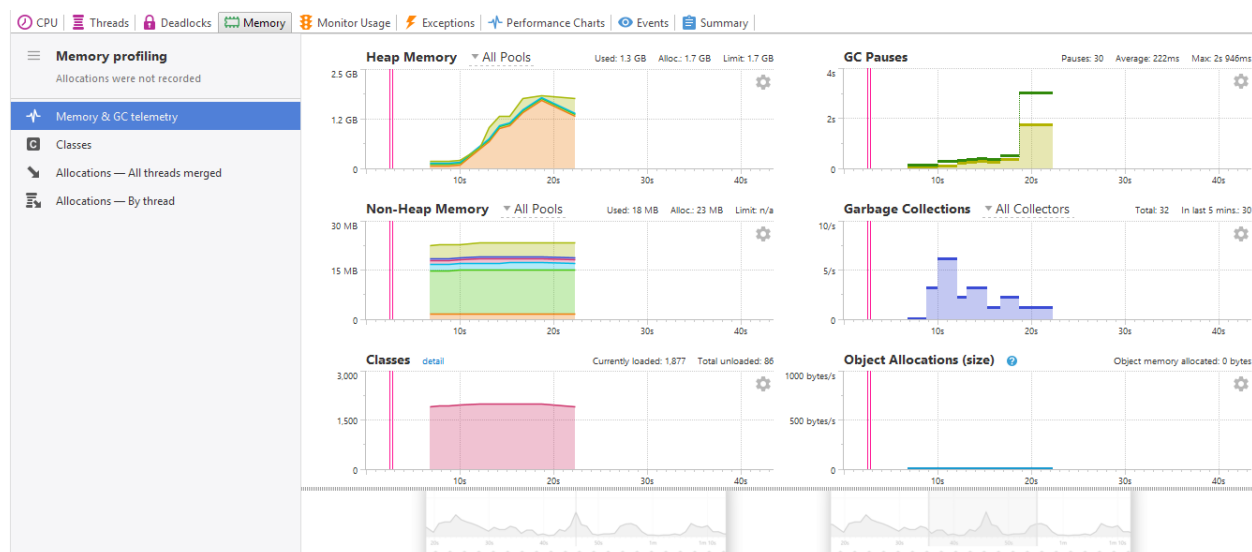 CPU Threads Deadlocks Memory Monitor Usage Exceptions Performance Charts Events Summary
Memory profiling
Allocations were not recorded
Memory & GC telemetry
Classes
Allocations — All threads merged
Allocations — By thread
Heap Memory All Pools Used: 1.3 GB Alloc.: 1.7 GB Limit: 1.7 GB
2.5 GB
1.2 GB
0
10s 20s 30s 40s
GC Pauses Pauses: 30 Average: 222ms Max: 2s 946ms
4s
2s
0
10s 20s 30s 40s
Non-Heap Memory All Pools Used: 18 MB Alloc.: 23 MB Limit: n/a
30 MB
15 MB
0
10s 20s 30s 40s
Garbage Collections All Collectors Total: 32 In last 5 mins.: 30
10/s
5/s
0
10s 20s 30s 40s
Classes detail Currently loaded: 1,877 Total unloaded: 86
3,000
1,500
0
10s 20s 30s 40s
Object Allocations (size) ? Object memory allocated: 0 bytes
1000 bytes/s
500 bytes/s
0
10s 20s 30s 40s